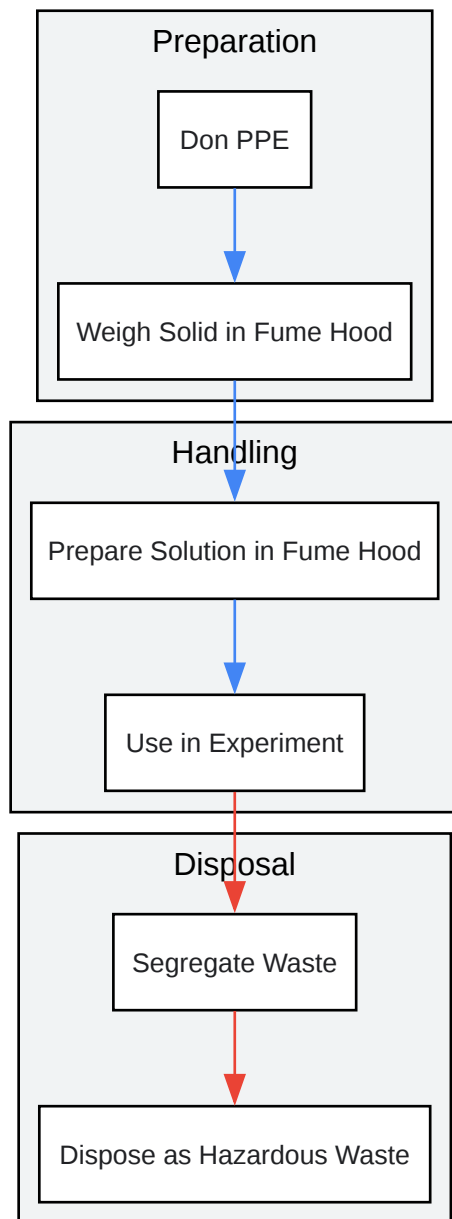 Preparation
Don PPE
Weigh Solid in Fume Hood
Handling
Prepare Solution in Fume Hood
Use in Experiment
Disposal
Segregate Waste
Dispose as Hazardous Waste